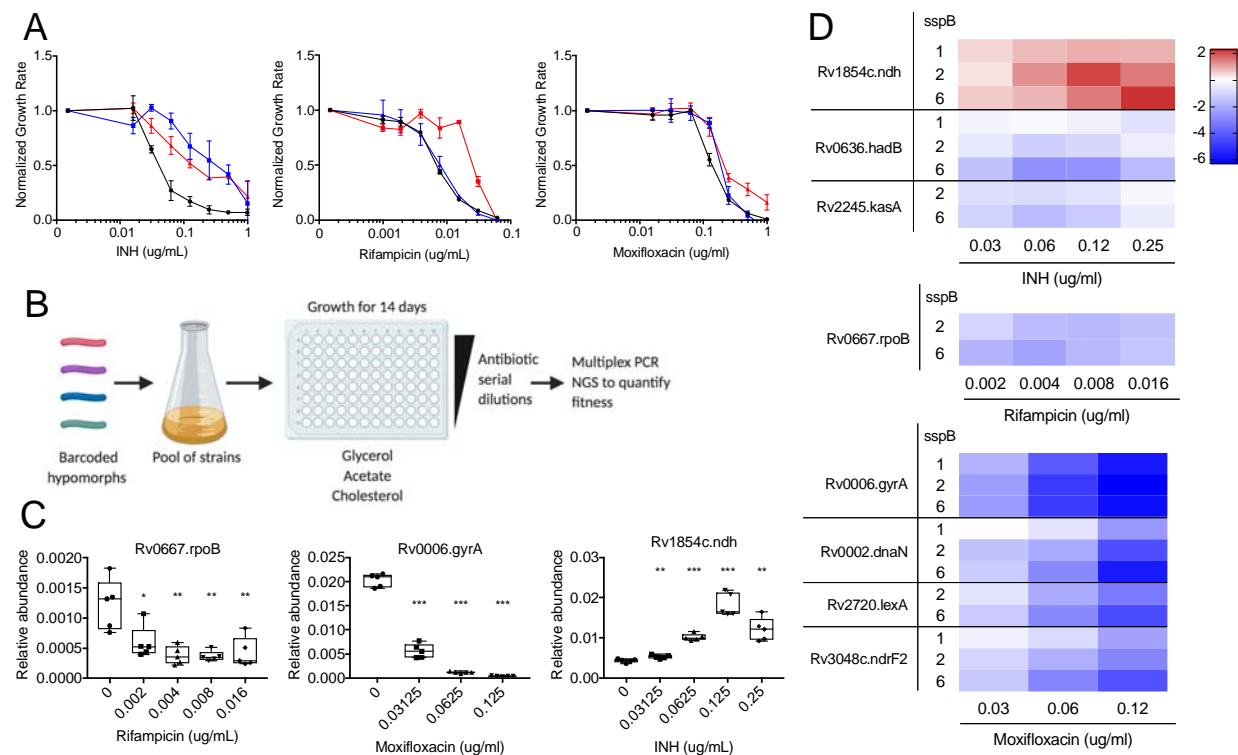 A
Normalized Growth Rate
1.5
1.0
0.5
0.0
0.01
0.1
1
INH (ug/mL)
Normalized Growth Rate
1.5
1.0
0.5
0.0
0.001
0.01
0.1
Rifampicin (ug/mL)
Normalized Growth Rate
1.5
1.0
0.5
0.0
0.01
0.1
1
Moxifloxacin (ug/ml)
B
Barcoded
hypomorphs
Pool of strains
Growth for 14 days
Glycerol
Acetate
Cholesterol
Antibiotic
serial
dilutions
Multiplex PCR
NGS to quantify
fitness
C
Rv0667.rpoB
Relative abundance
0.0020
0.0015
0.0010
0.0005
0.0000
* ** ** **
0
0.002
0.004
0.008
0.016
Rifampicin (ug/mL)
Rv0006.gyrA
Relative abundance
0.025
0.020
0.015
0.010
0.005
0.000
*** *** ***
0
0.03125
0.0625
0.125
Moxifloxacin (ug/ml)
Rv1854c.ndh
Relative abundance
0.03
0.02
0.01
0.00
** *** *** **
0
0.03125
0.0625
0.125
0.25
INH (ug/mL)
D
sspB
Rv1854c.ndh
1
2
6
Rv0636.hadB
1
2
6
Rv2245.kasA
2
6
0.03 0.06 0.12 0.25
INH (ug/ml)
2
0
-2
-4
-6
sspB
Rv0667.rpoB
2
6
0.002 0.004 0.008 0.016
Rifampicin (ug/ml)
sspB
Rv0006.gyrA
1
2
6
Rv0002.dnaN
1
2
6
Rv2720.lexA
2
6
Rv3048c.ndrF2
1
2
6
0.03 0.06 0.12
Moxifloxacin (ug/ml)